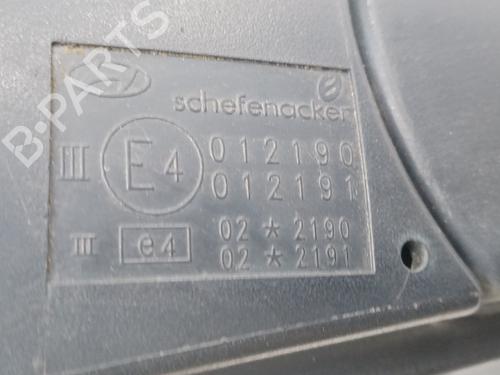 schefenacker
III E4 012190
012191
III e4 02*2190
02*2191
B-PARTS